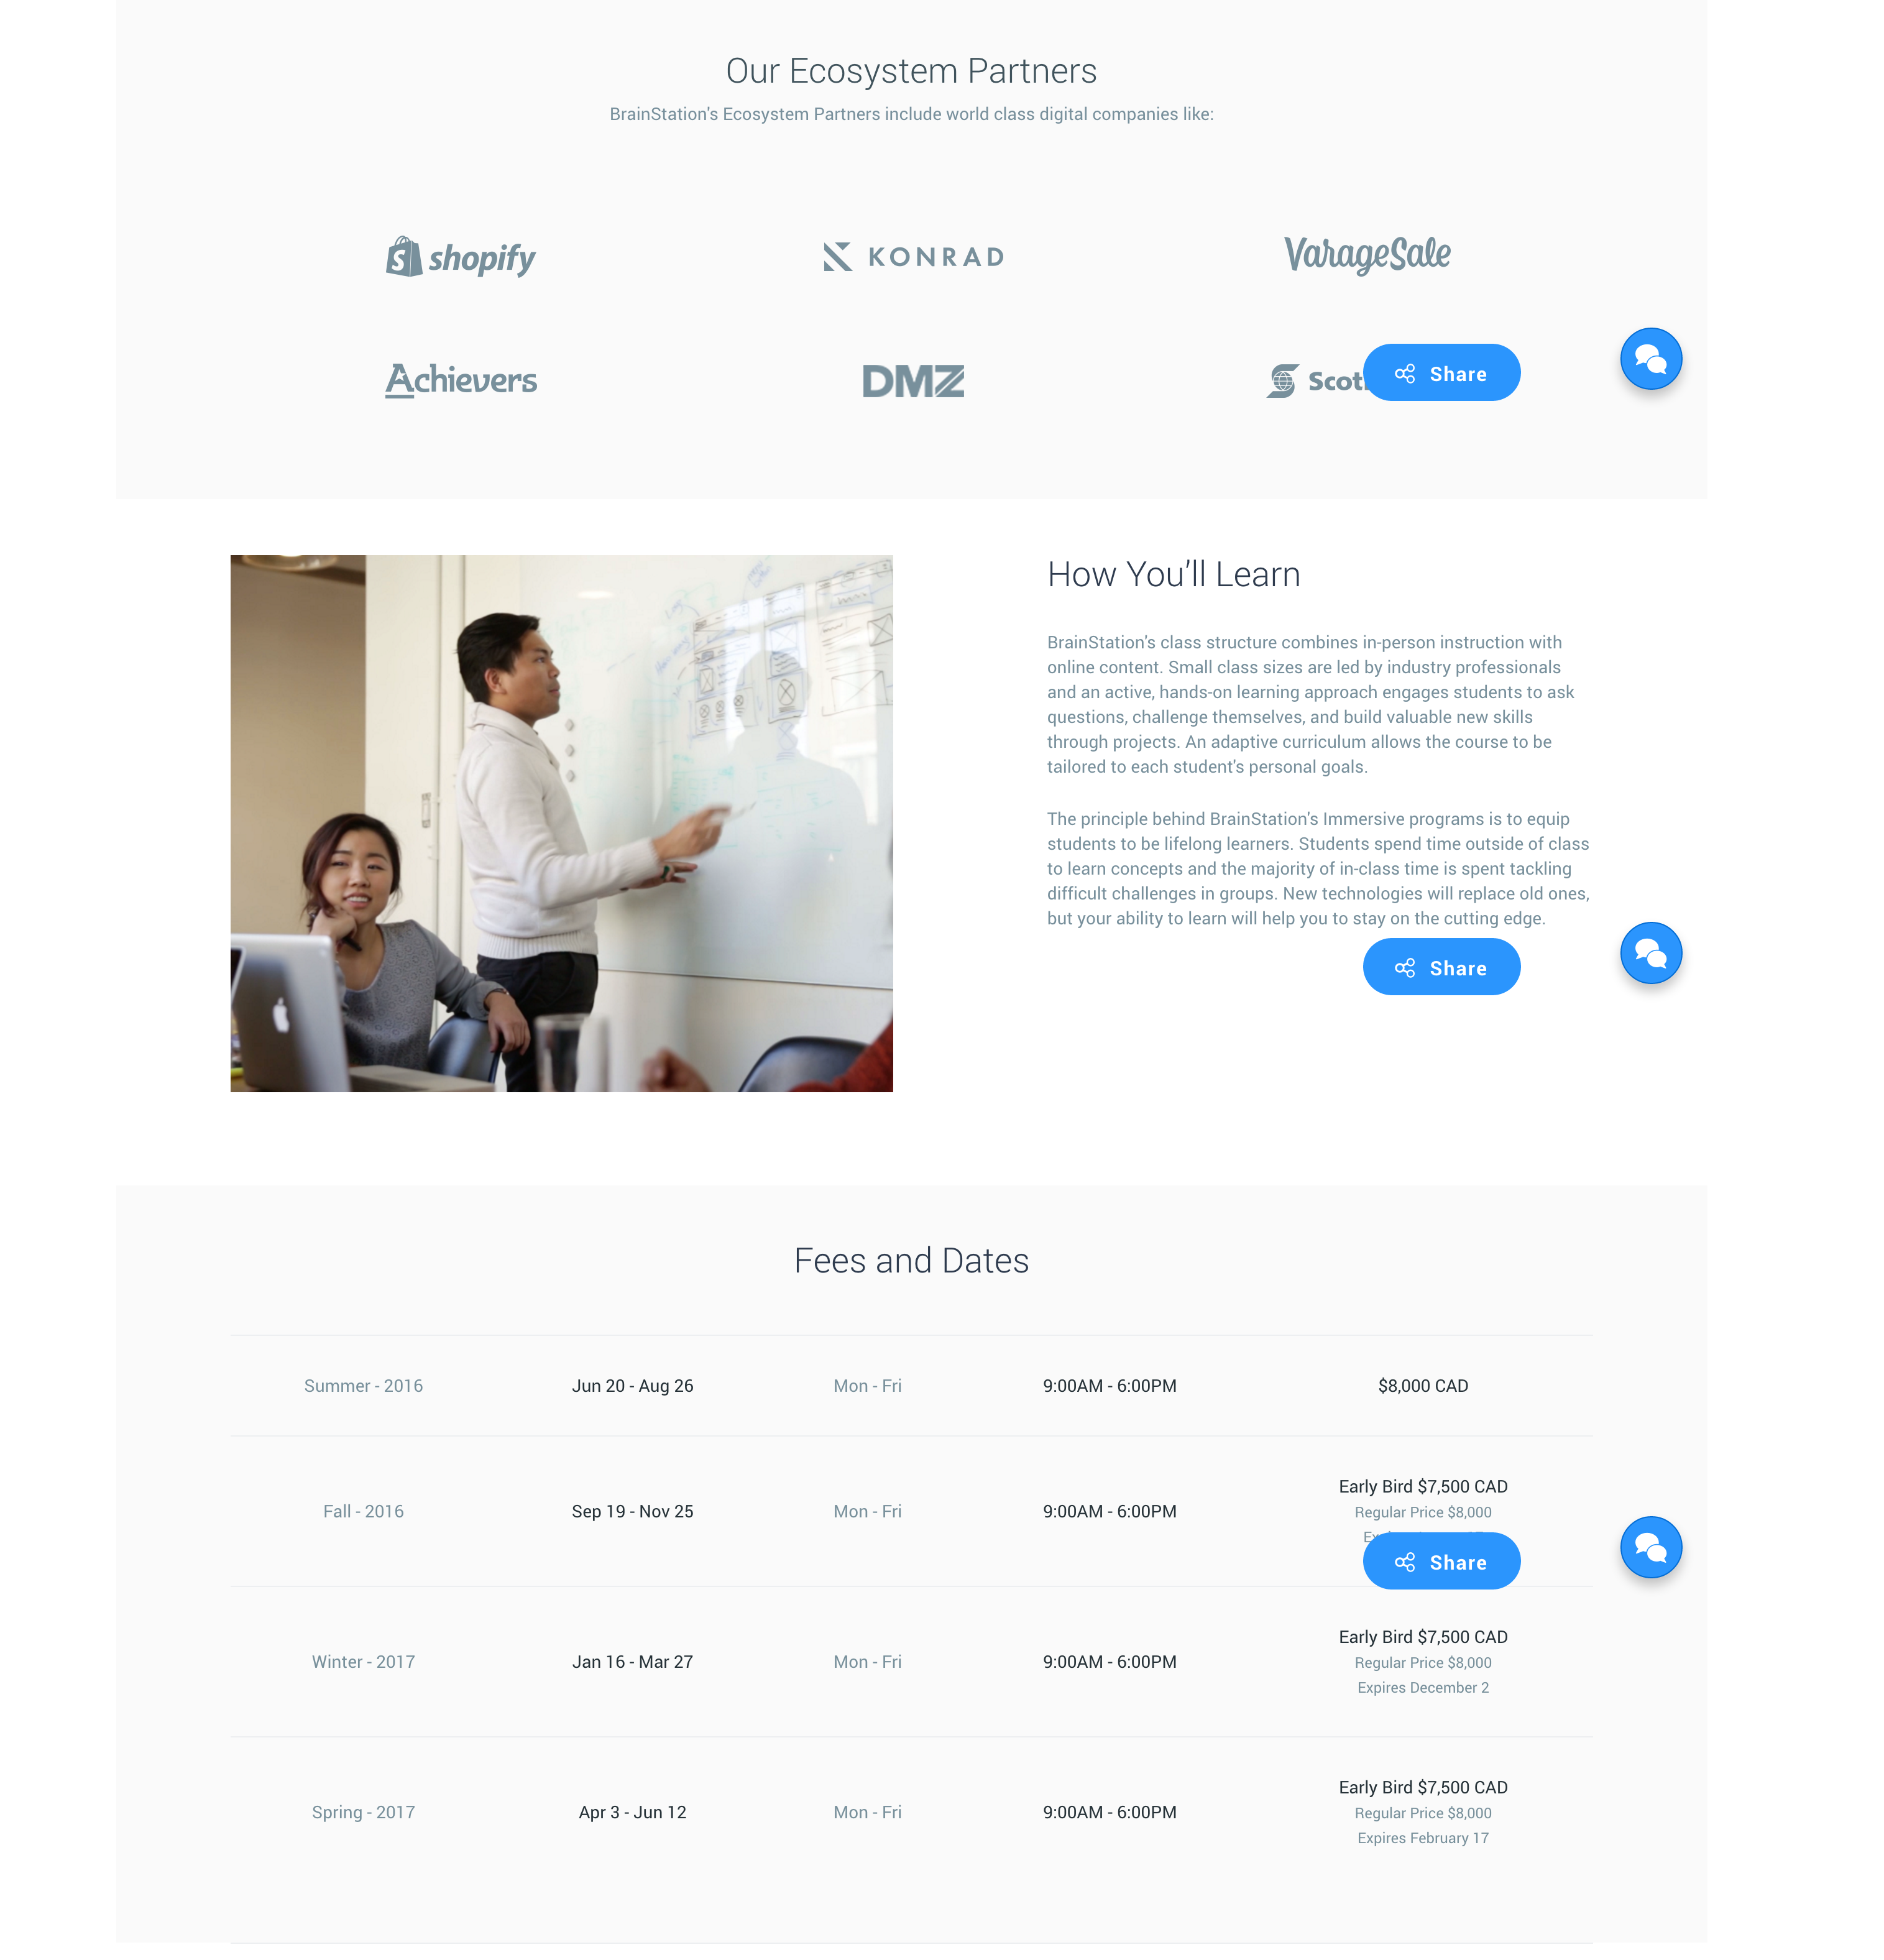 Our Ecosystem Partners
BrainStation's Ecosystem Partners include world class digital companies like:
shopify
KONRAD
VarageSale
Achievers
DMZ
Share
How You'll Learn
BrainStation's class structure combines in-person instruction with
online content. Small class sizes are led by industry professionals
and an active, hands-on learning approach engages students to ask
questions, challenge themselves, and build valuable new skills
through projects. An adaptive curriculum allows the course to be
tailored to each student's personal goals.
The principle behind BrainStation's Immersive programs is to equip
students to be lifelong learners. Students spend time outside of class
to learn concepts and the majority of in-class time is spent tackling
difficult challenges in groups. New technologies will replace old ones,
but your ability to learn will help you to stay on the cutting edge.
Share
Fees and Dates
Summer - 2016 Jun 20 - Aug 26 Mon - Fri 9:00AM - 6:00PM $8,000 CAD
Early Bird $7,500 CAD
Fall - 2016 Sep 19 - Nov 25 Mon - Fri 9:00AM - 6:00PM Regular Price $8,000
Share
Early Bird $7,500 CAD
Winter - 2017 Jan 16 - Mar 27 Mon - Fri 9:00AM - 6:00PM Regular Price $8,000
Expires December 2
Early Bird $7,500 CAD
Spring - 2017 Apr 3 - Jun 12 Mon - Fri 9:00AM - 6:00PM Regular Price $8,000
Expires February 17